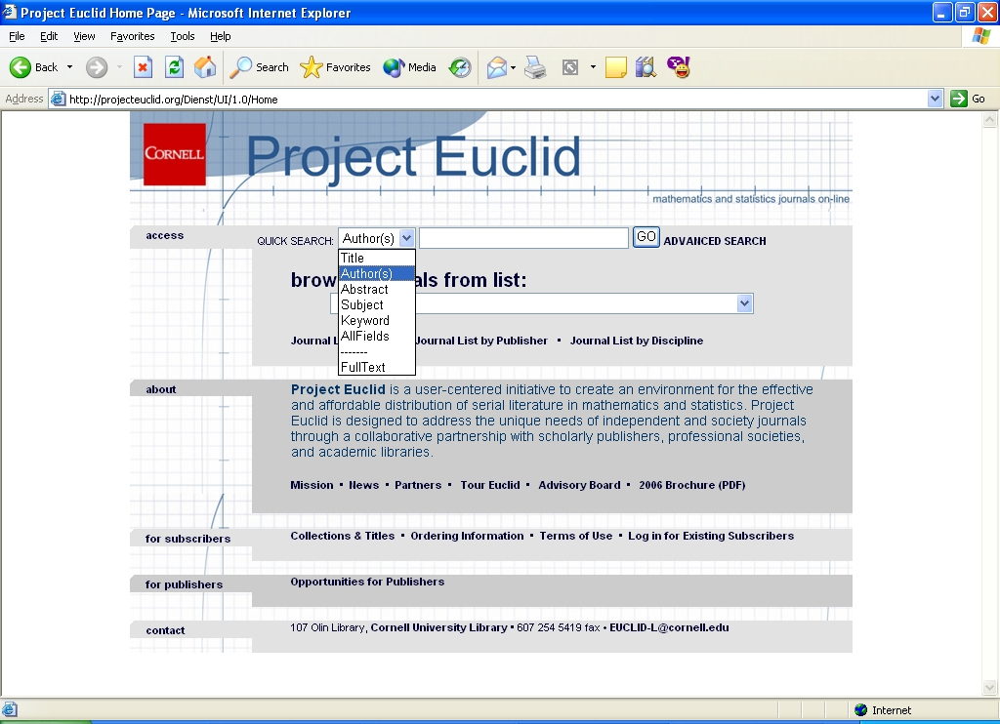 Project Euclid Home Page - Microsoft Internet Explorer
File Edit View Favorites Tools Help
Back Search Favorites Media
Address http://projecteuclid.org/Dienst/UI/1.0/Home Go
CORNELL
Project Euclid
mathematics and statistics journals on-line
access
QUICK SEARCH: Author(s) GO ADVANCED SEARCH
Title
Author(s)
Abstract
Subject
Keyword
AllFields
-------
FullText
brow als from list:
Journal L Journal List by Publisher • Journal List by Discipline
about
Project Euclid is a user-centered initiative to create an environment for the effective
and affordable distribution of serial literature in mathematics and statistics. Project
Euclid is designed to address the unique needs of independent and society journals
through a collaborative partnership with scholarly publishers, professional societies,
and academic libraries.
Mission • News • Partners • Tour Euclid • Advisory Board • 2006 Brochure (PDF)
for subscribers
Collections & Titles • Ordering Information • Terms of Use • Log in for Existing Subscribers
for publishers
Opportunities for Publishers
contact
107 Olin Library, Cornell University Library • 607 254 5419 fax • EUCLID-L@cornell.edu
Internet